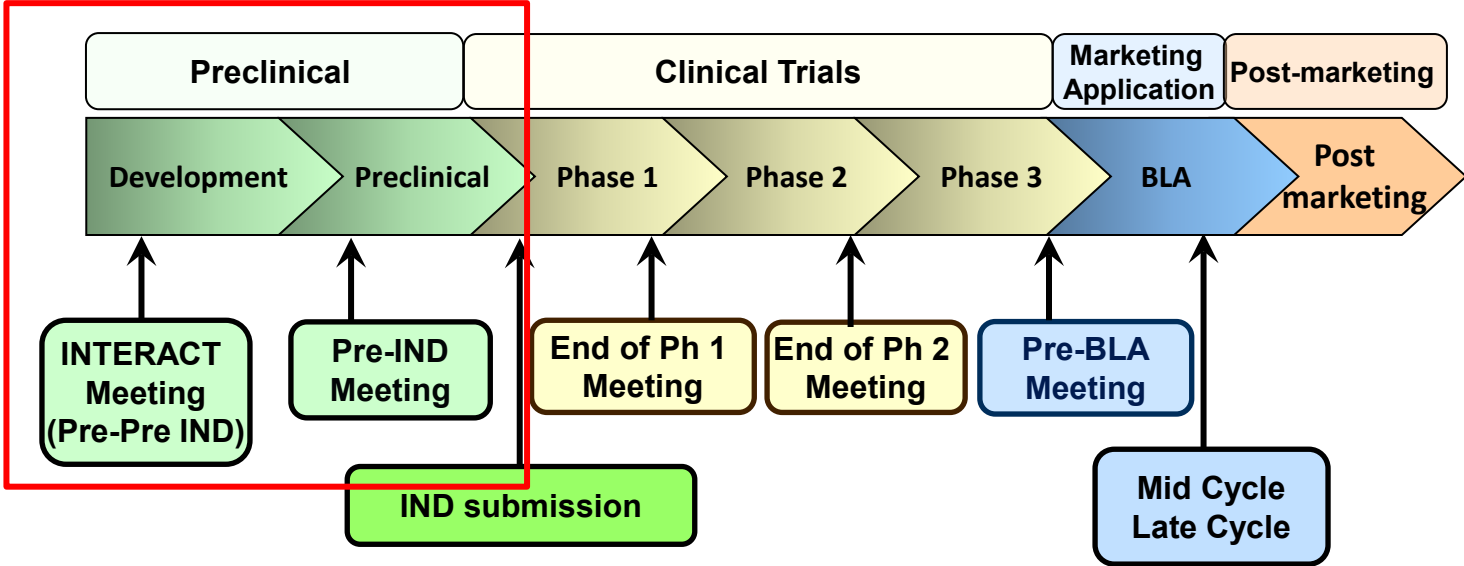 Preclinical
Clinical Trials
Marketing
Application
Post-marketing
Development
Preclinical
Phase 1
Phase 2
Phase 3
BLA
Post
marketing
INTERACT
Meeting
(Pre-Pre IND)
Pre-IND
Meeting
End of Ph 1
Meeting
End of Ph 2
Meeting
Pre-BLA
Meeting
IND submission
Mid Cycle
Late Cycle